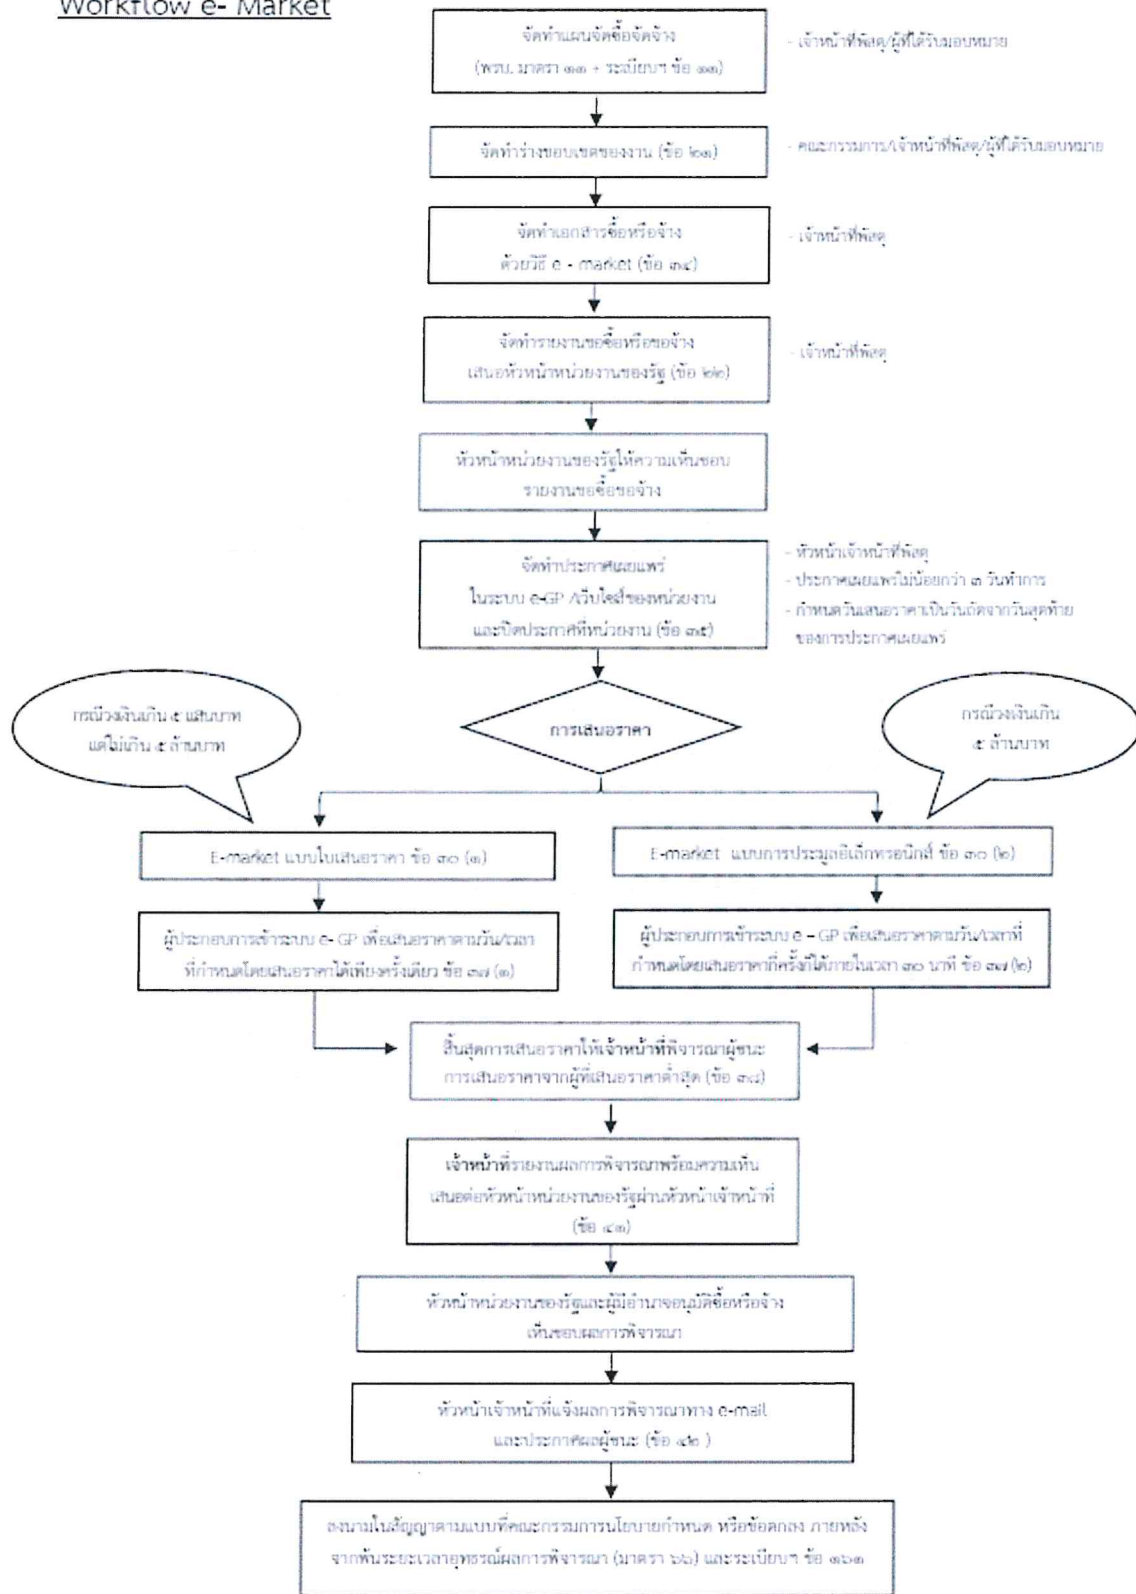 Workflow e- Market
จัดทำแผนจัดซื้อจัดจ้าง
(พรบ. มาตรา ๑๑ + ระเบียบฯ ข้อ ๑๑)
- เจ้าหน้าที่พัสดุ/ผู้ที่ได้รับมอบหมาย
จัดทำร่างขอบเขตของงาน (ข้อ ๒๑)
- คณะกรรมการ/เจ้าหน้าที่พัสดุ/ผู้ที่ได้รับมอบหมาย
จัดทำเอกสารซื้อหรือจ้าง
ด้วยวิธี e - market (ข้อ ๓๔)
- เจ้าหน้าที่พัสดุ
จัดทำรายงานขอซื้อหรือขอจ้าง
เสนอหัวหน้าหน่วยงานของรัฐ (ข้อ ๒๒)
- เจ้าหน้าที่พัสดุ
หัวหน้าหน่วยงานของรัฐให้ความเห็นชอบ
รายงานขอซื้อขอจ้าง
จัดทำประกาศเผยแพร่
ในระบบ e-GP /เว็บไซส์ของหน่วยงาน
และปิดประกาศที่หน่วยงาน (ข้อ ๓๕)
- หัวหน้าเจ้าหน้าที่พัสดุ
- ประกาศเผยแพร่ไม่น้อยกว่า ๓ วันทำการ
- กำหนดวันเสนอราคาเป็นวันถัดจากวันสุดท้าย
ของการประกาศเผยแพร่
กรณีวงเงินเกิน ๕ แสนบาท
แต่ไม่เกิน ๕ ล้านบาท
การเสนอราคา
กรณีวงเงินเกิน
๕ ล้านบาท
E-market แบบใบเสนอราคา ข้อ ๓๐ (๑)
E-market แบบการประมูลอิเล็กทรอนิกส์ ข้อ ๓๐ (๒)
ผู้ประกอบการเข้าระบบ e- GP เพื่อเสนอราคาตามวัน/เวลา
ที่กำหนดโดยเสนอราคาได้เพียงครั้งเดียว ข้อ ๓๗ (๑)
ผู้ประกอบการเข้าระบบ e – GP เพื่อเสนอราคาตามวัน/เวลาที่
กำหนดโดยเสนอราคากี่ครั้งก็ได้ภายในเวลา ๓๐ นาที ข้อ ๓๗ (๒)
สิ้นสุดการเสนอราคาให้เจ้าหน้าที่พิจารณาผู้ชนะ
การเสนอราคาจากผู้ที่เสนอราคาต่ำสุด (ข้อ ๓๘)
เจ้าหน้าที่รายงานผลการพิจารณาพร้อมความเห็น
เสนอต่อหัวหน้าหน่วยงานของรัฐผ่านหัวหน้าเจ้าหน้าที่
(ข้อ ๔๑)
หัวหน้าหน่วยงานของรัฐและผู้มีอำนาจอนุมัติซื้อหรือจ้าง
เห็นชอบผลการพิจารณา
หัวหน้าเจ้าหน้าที่แจ้งผลการพิจารณาทาง e-mail
และประกาศผลผู้ชนะ (ข้อ ๔๒ )
ลงนามในสัญญาตามแบบที่คณะกรรมการนโยบายกำหนด หรือข้อตกลง ภายหลัง
จากพ้นระยะเวลาอุทธรณ์ผลการพิจารณา (มาตรา ๖๖) และระเบียบฯ ข้อ ๑๖๑